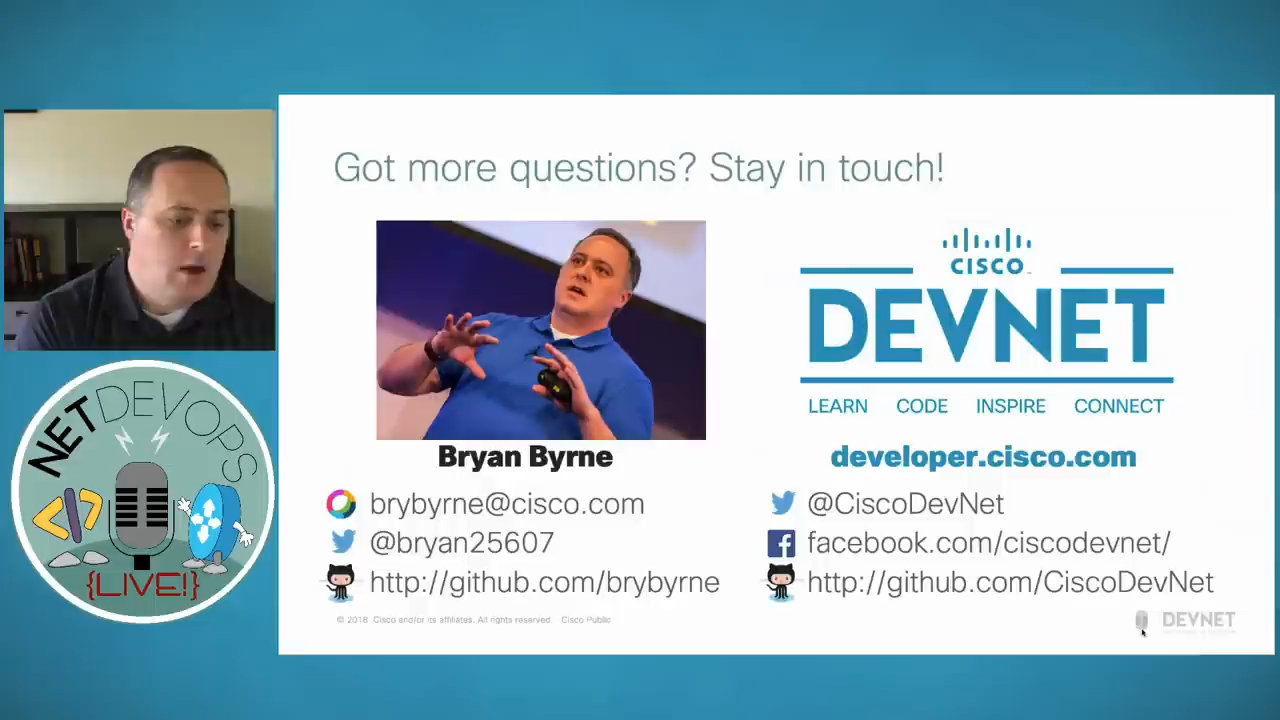 Got more questions? Stay in touch!
CISCO
DEVNET
LEARN CODE INSPIRE CONNECT
Bryan Byrne
developer.cisco.com
brybyrne@cisco.com
@bryan25607
http://github.com/brybyrne
@CiscoDevNet
facebook.com/ciscodevnet/
http://github.com/CiscoDevNet
© 2018 Cisco and/or its affiliates. All rights reserved. Cisco Public
DEVNET
NETDEVOPS
</>
{LIVE!}